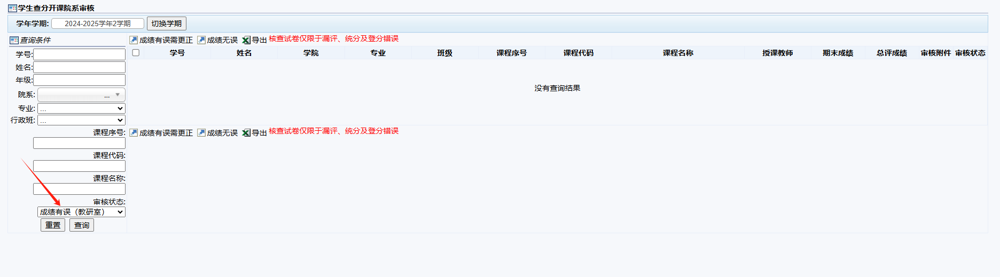 学生查分开课院系审核
学年学期: 2024-2025学年2学期 切换学期
查询条件
学号:
姓名:
年级:
院系: ...
专业: ...
行政班: ...
课程序号:
课程代码:
课程名称:
审核状态:
成绩有误（教研室）
重置 查询
成绩有误需更正 成绩无误 导出 核查试卷仅限于漏评、统分及登分错误
学号 姓名 学院 专业 班级 课程序号 课程代码 课程名称 授课教师 期末成绩 总评成绩 审核附件 审核状态
没有查询结果
成绩有误需更正 成绩无误 导出 核查试卷仅限于漏评、统分及登分错误